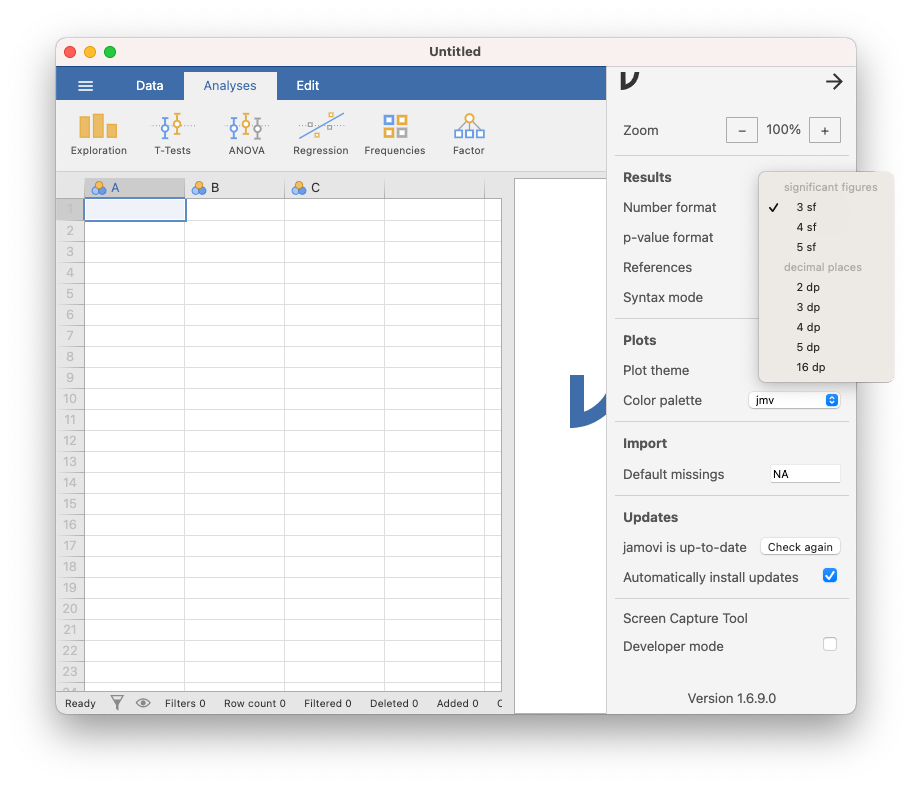 Untitled
Data Analyses Edit
Exploration T-Tests ANOVA Regression Frequencies Factor
A B C
1
2
3
4
5
6
7
8
9
10
11
12
13
14
15
16
17
18
19
20
21
22
23
Ready Filters 0 Row count 0 Filtered 0 Deleted 0 Added 0
Zoom − 100% +
Results
Number format
p-value format
References
Syntax mode
significant figures
✓ 3 sf
4 sf
5 sf
decimal places
2 dp
3 dp
4 dp
5 dp
16 dp
Plots
Plot theme
Color palette jmv
Import
Default missings NA
Updates
jamovi is up-to-date Check again
Automatically install updates
Screen Capture Tool
Developer mode
Version 1.6.9.0